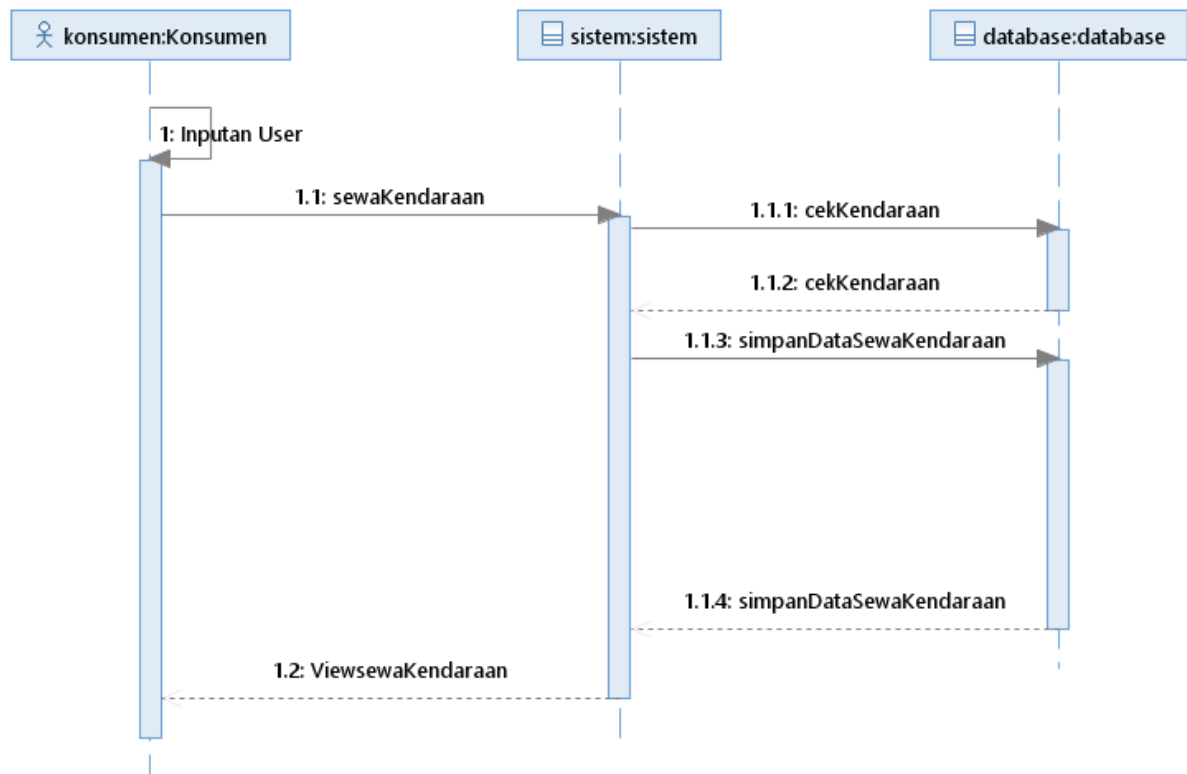 konsumen:Konsumen
sistem:sistem
database:database
1: Inputan User
1.1: sewaKendaraan
1.1.1: cekKendaraan
1.1.2: cekKendaraan
1.1.3: simpanDataSewaKendaraan
1.1.4: simpanDataSewaKendaraan
1.2: ViewsewaKendaraan